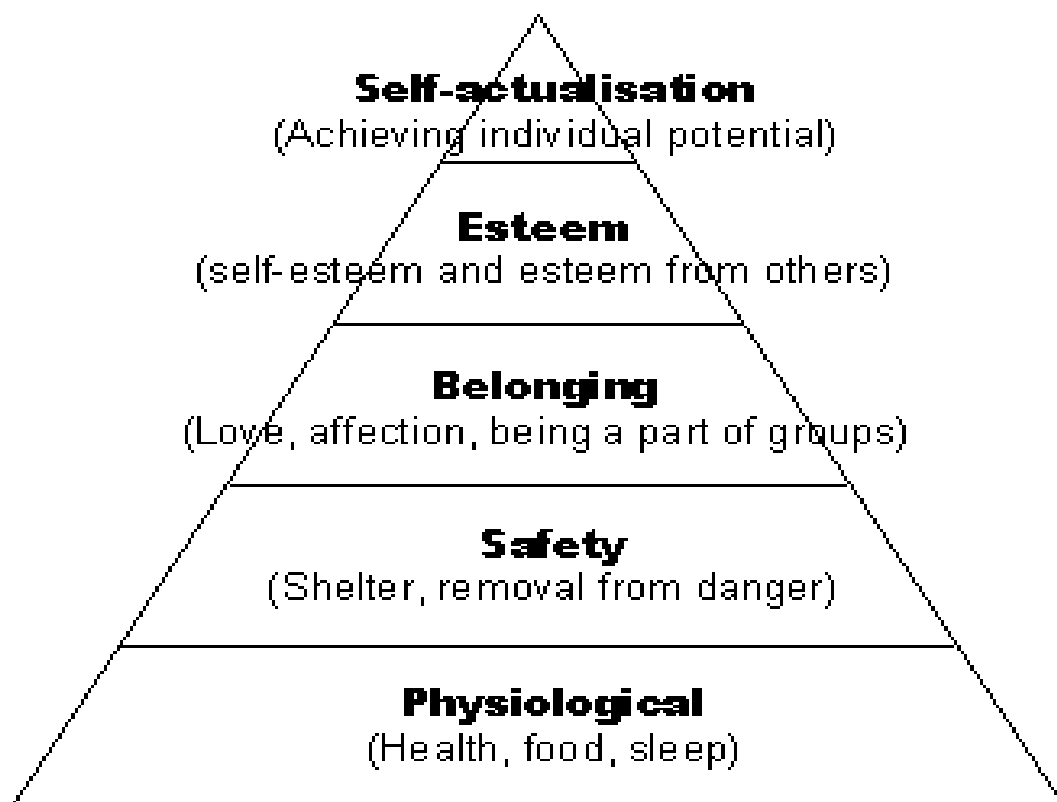 Self-actualisation
(Achieving individual potential)
Esteem
(self-esteem and esteem from others)
Belonging
(Love, affection, being a part of groups)
Safety
(Shelter, removal from danger)
Physiological
(Health, food, sleep)